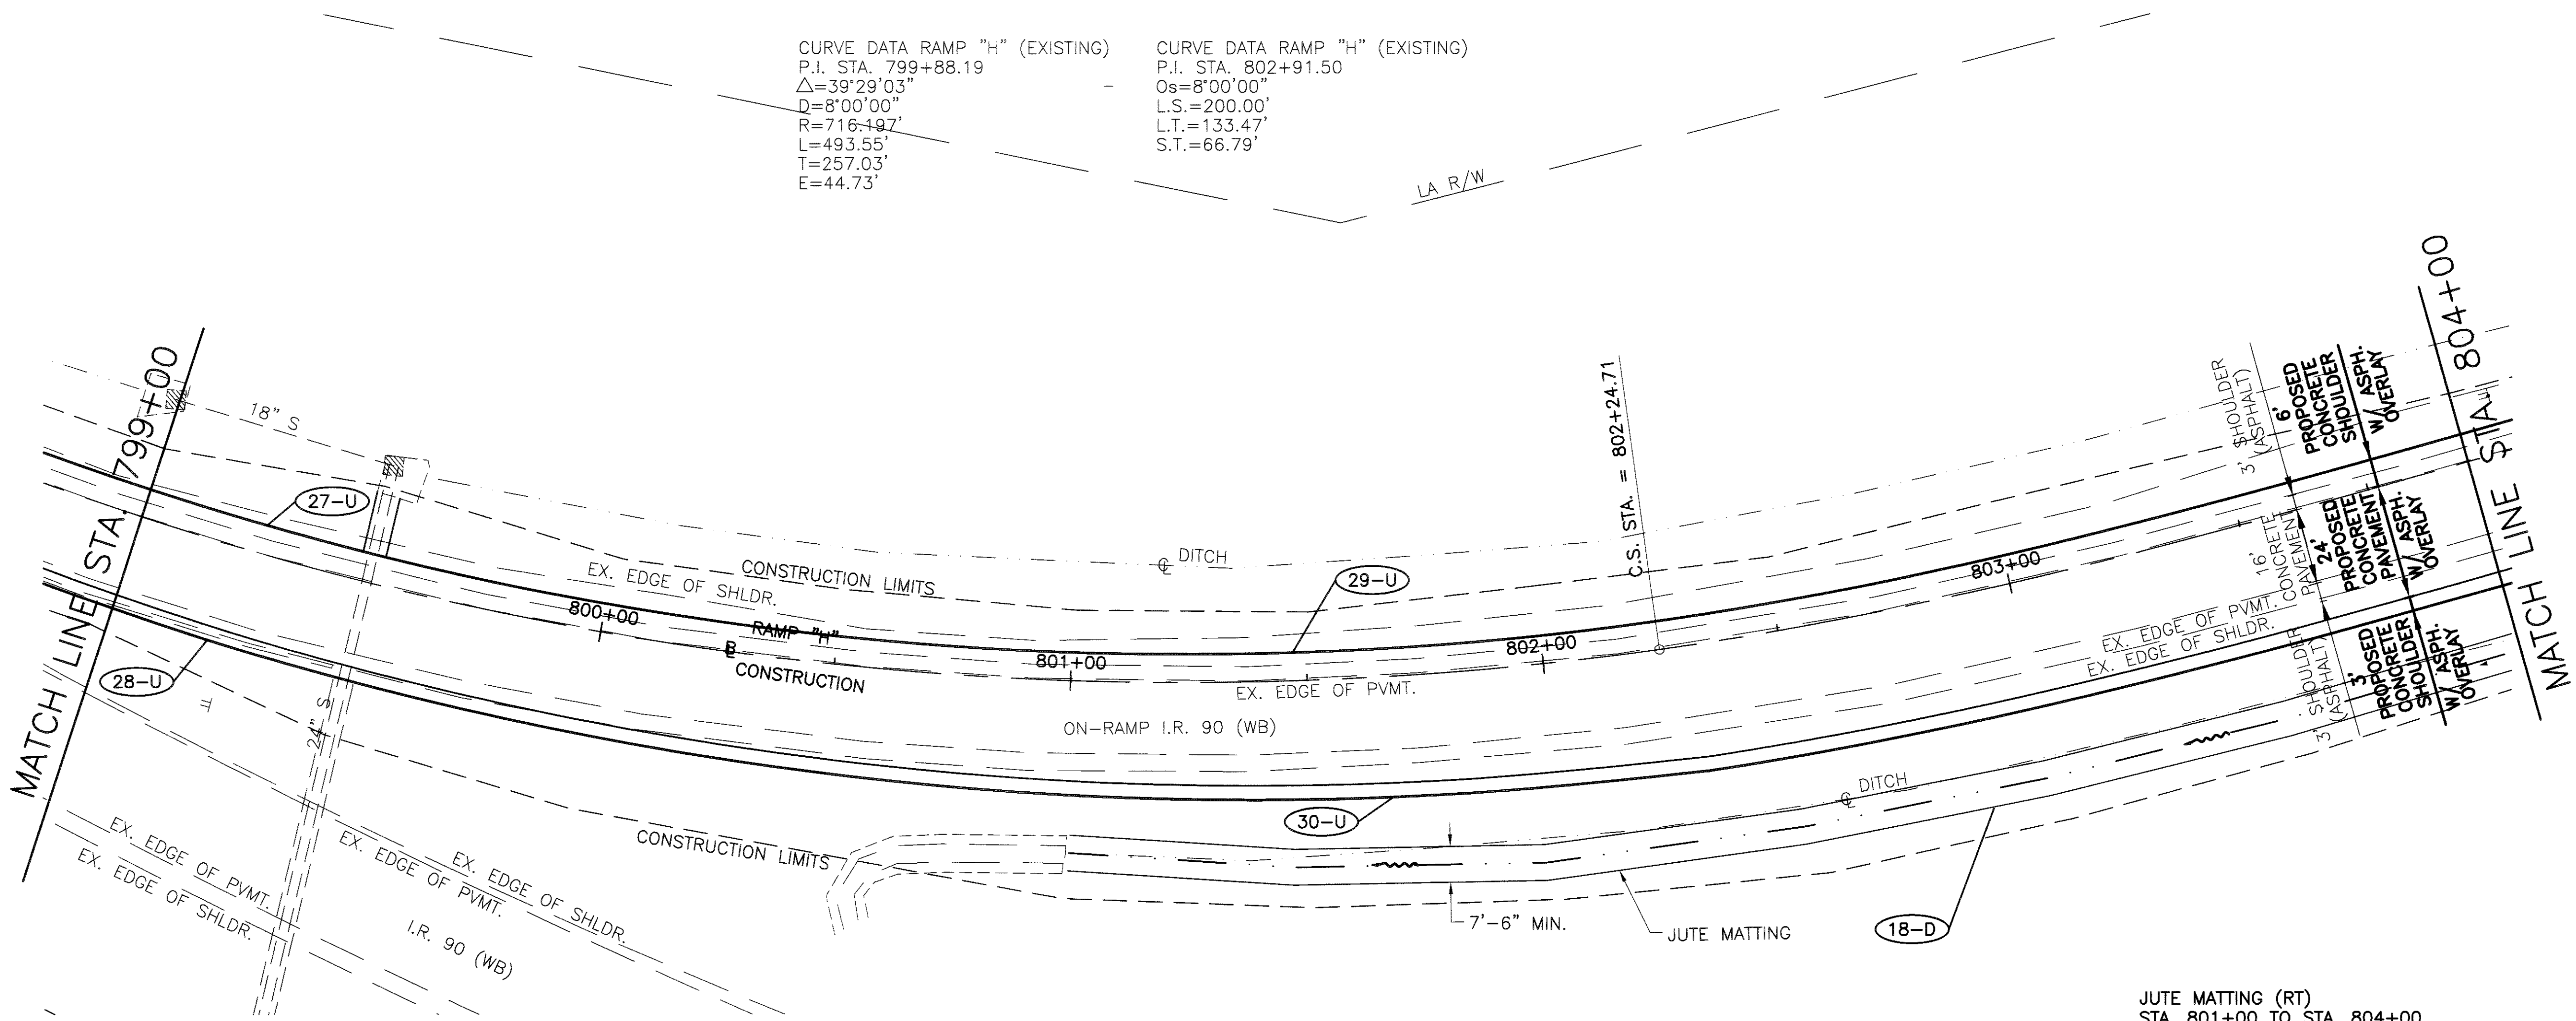 CURVE DATA RAMP "H" (EXISTING)
P.I. STA. 799+88.19
△=39°29'03"
D=8°00'00"
R=716.197'
L=493.55'
T=257.03'
E=44.73'
CURVE DATA RAMP "H" (EXISTING)
P.I. STA. 802+91.50
Os=8°00'00"
L.S.=200.00'
L.T.=133.47'
S.T.=66.79'
LA R/W
MATCH LINE STA. 799+00
18" S
27-U
28-U
24" S
EX. EDGE OF SHLDR.
CONSTRUCTION LIMITS
℄ DITCH
29-U
C.S. STA. = 802+24.71
800+00
RAMP "H"
CONSTRUCTION
801+00
802+00
803+00
EX. EDGE OF PVMT.
ON-RAMP I.R. 90 (WB)
30-U
CONSTRUCTION LIMITS
EX. EDGE OF PVMT.
EX. EDGE OF SHLDR.
EX. EDGE OF SHLDR.
EX. EDGE OF PVMT.
I.R. 90 (WB)
7'-6" MIN.
JUTE MATTING
18-D
℄ DITCH
EX. EDGE OF PVMT.
EX. EDGE OF SHLDR.
3' SHOULDER
(ASPHALT)
6'
PROPOSED
CONCRETE
SHOULDER
W/ ASPH.
OVERLAY
16'
CONCRETE
PAVEMENT
24'
PROPOSED
CONCRETE
PAVEMENT
W/ ASPH.
OVERLAY
3' SHOULDER
(ASPHALT)
3'
PROPOSED
CONCRETE
SHOULDER
W/ ASPH.
OVERLAY
MATCH LINE STA. 804+00
JUTE MATTING (RT)
STA. 801+00 TO STA. 804+00